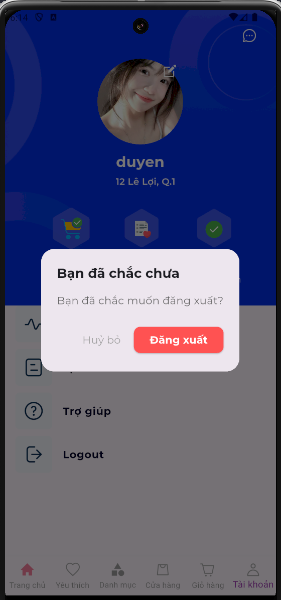 duyen
12 Lê Lợi, Q.1
Bạn đã chắc chưa
Bạn đã chắc muốn đăng xuất?
Huỷ bỏ
Đăng xuất
Trợ giúp
Logout
Trang chủ
Yêu thích
Danh mục
Cửa hàng
Giỏ hàng
Tài khoản